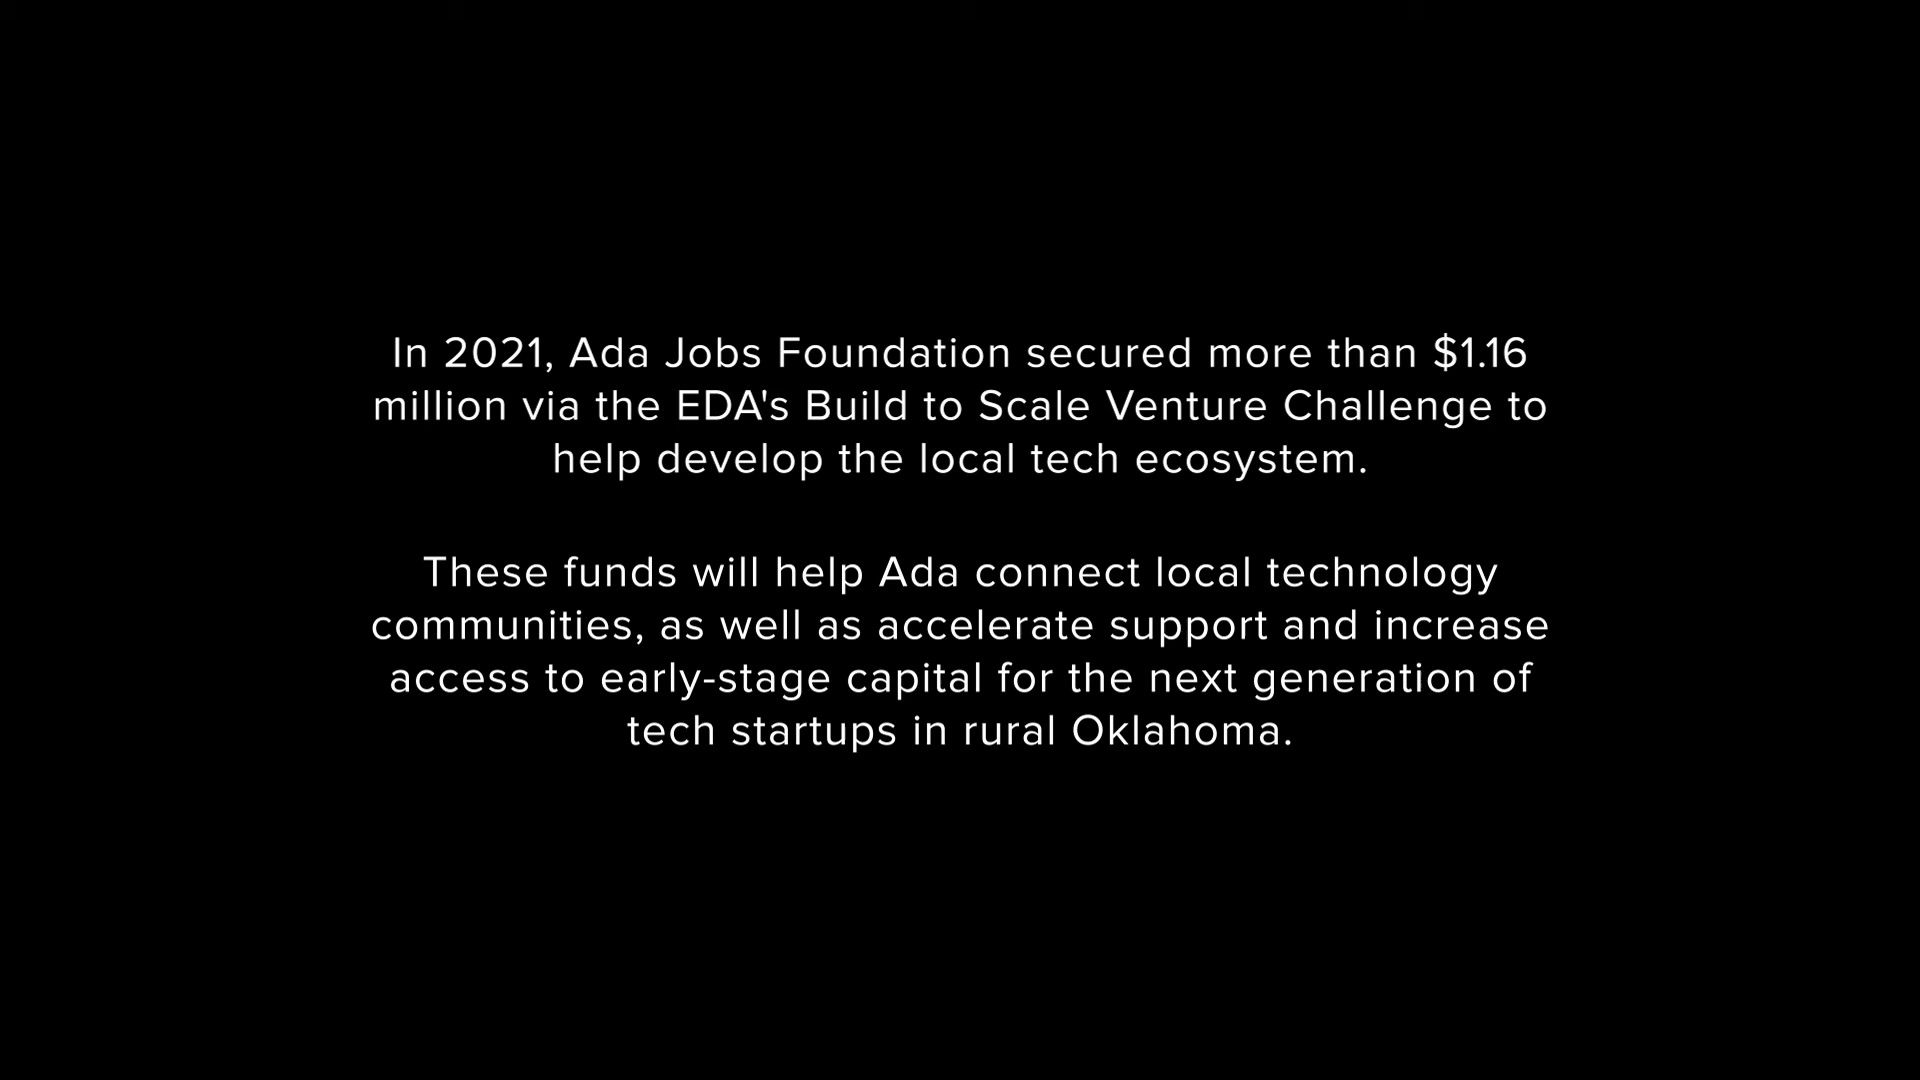 In 2021, Ada Jobs Foundation secured more than $1.16
million via the EDA's Build to Scale Venture Challenge to
help develop the local tech ecosystem.
These funds will help Ada connect local technology
communities, as well as accelerate support and increase
access to early-stage capital for the next generation of
tech startups in rural Oklahoma.